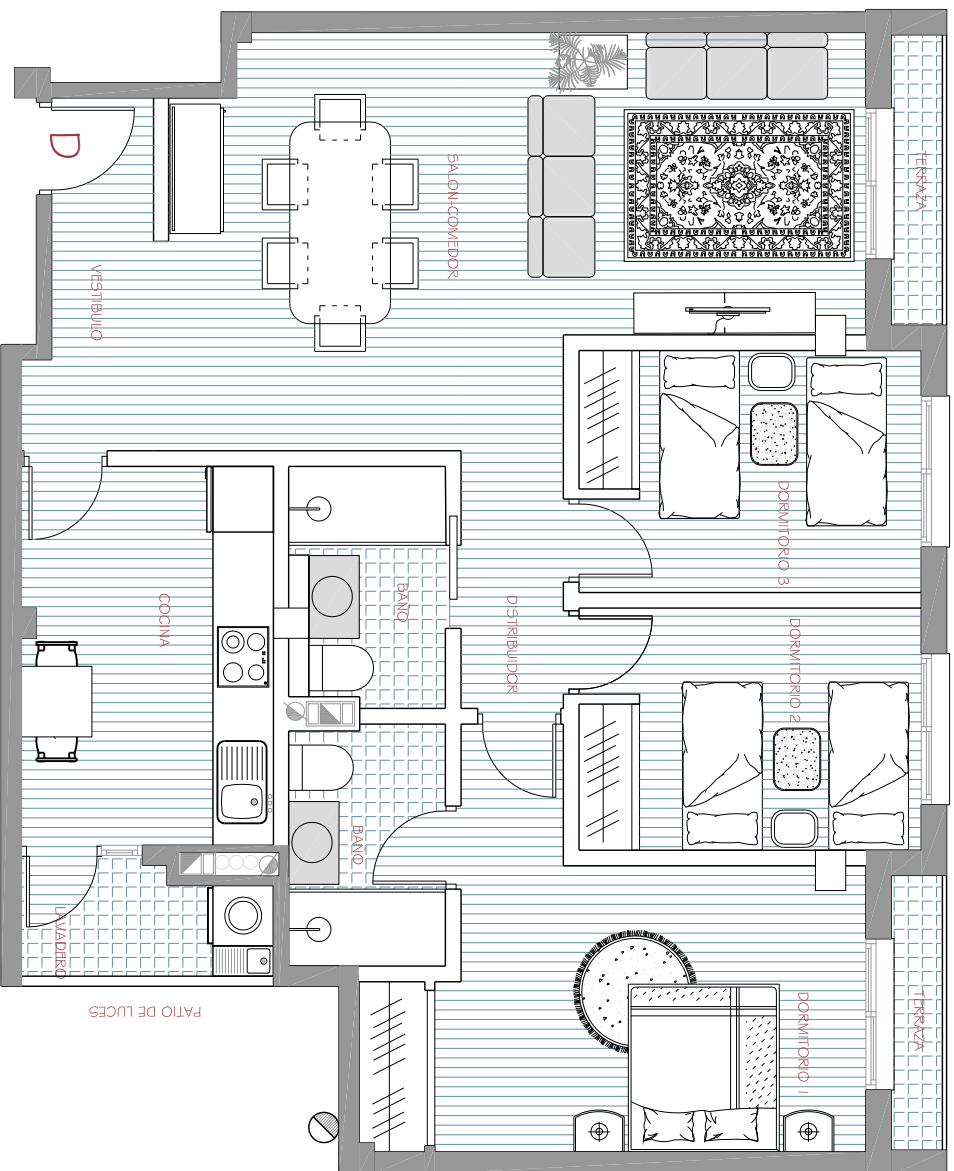 D
SALON-COMEDOR
TERRAZA
VESTIBULO
DORMITORIO 3
COCINA
BAÑO
DISTRIBUIDOR
DORMITORIO 2
BAÑO
LAVADERO
PATIO DE LUCES
DORMITORIO 1
TERRAZA